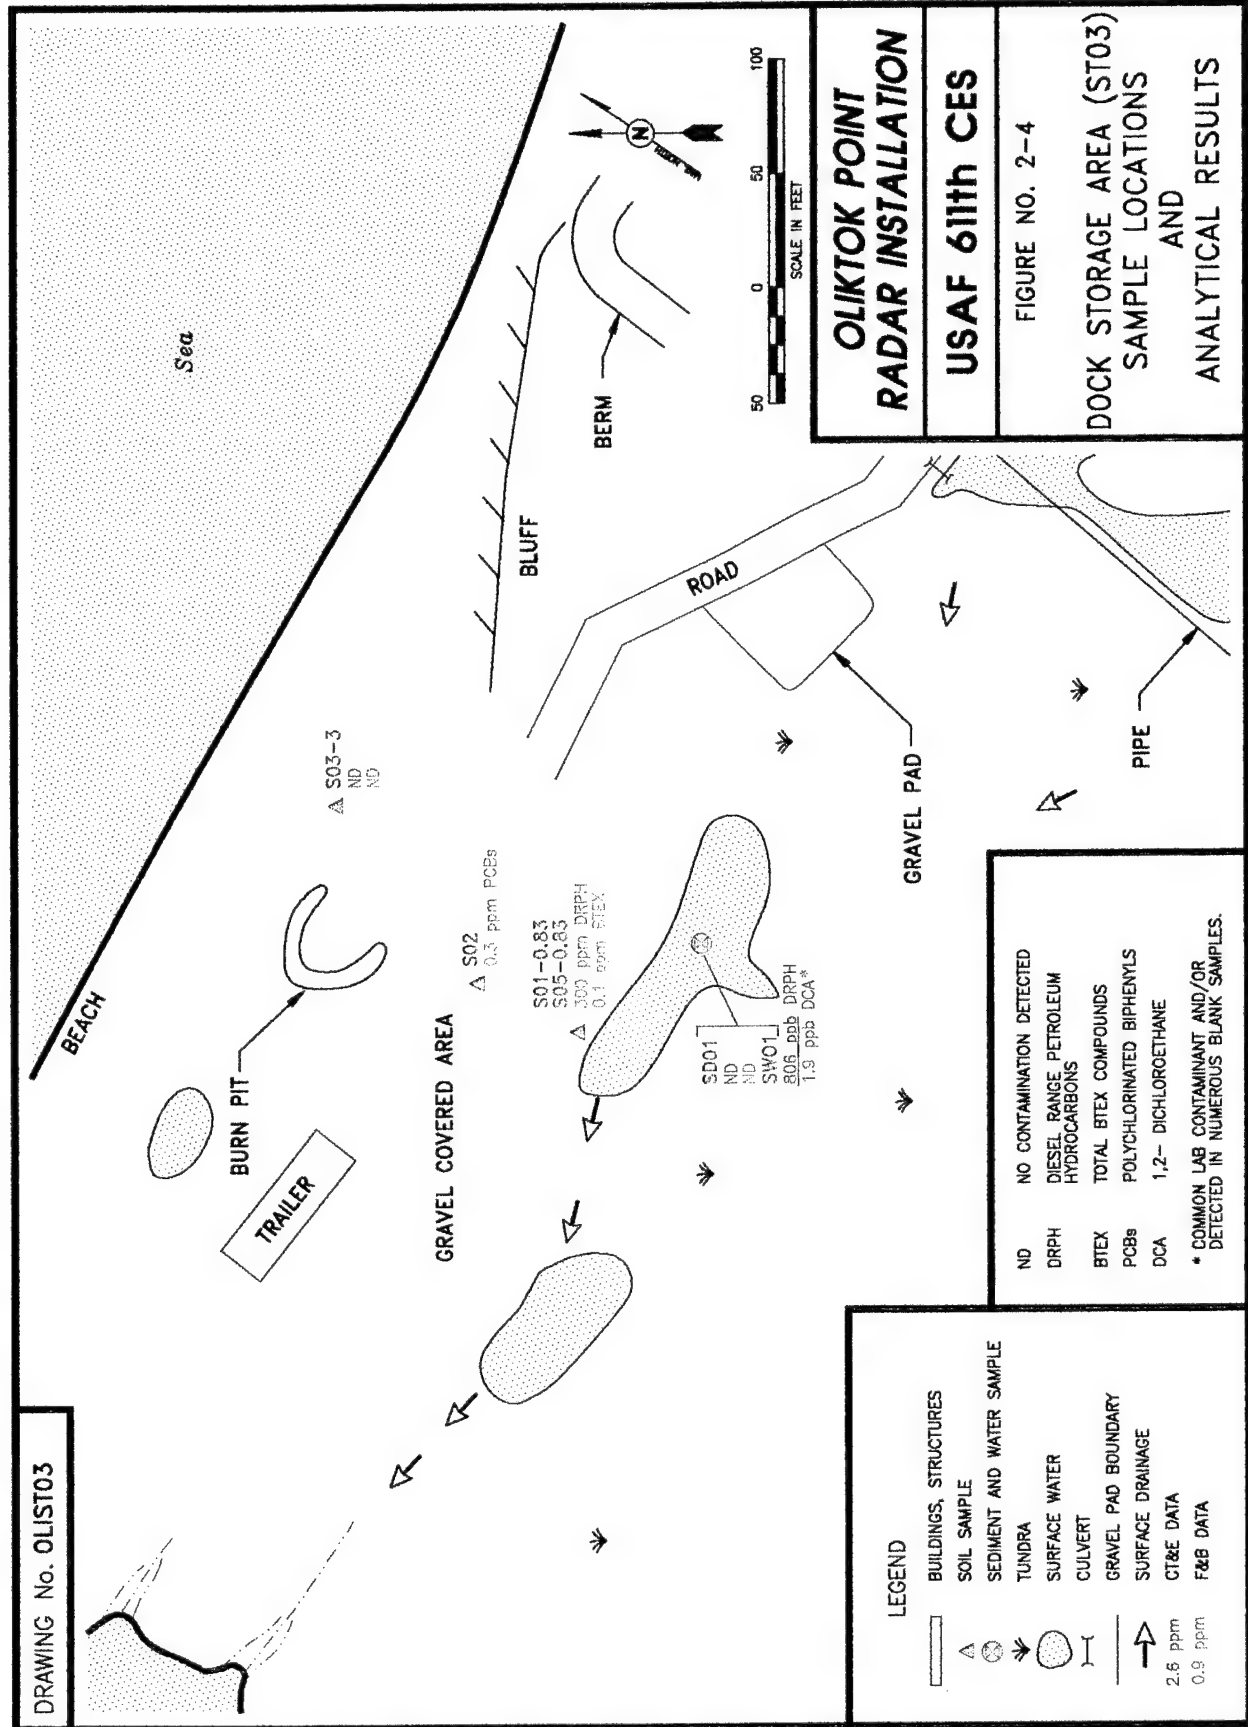 DRAWING No. OLIST03
Sea
BEACH
BURN PIT
TRAILER
GRAVEL COVERED AREA
S03-3
ND
ND
S02
0.3 ppm PCBs
S01-0.83
S05-0.83
300 ppm DRPH
0.1 ppm BTEX
SD01
ND
ND
SW01
806 ppb DRPH
1.9 ppb DCA*
BLUFF
BERM
ROAD
GRAVEL PAD
PIPE
N
50 0 50 100
SCALE IN FEET
LEGEND
BUILDINGS, STRUCTURES
SOIL SAMPLE
SEDIMENT AND WATER SAMPLE
TUNDRA
SURFACE WATER
CULVERT
GRAVEL PAD BOUNDARY
SURFACE DRAINAGE
2.6 ppm CT&E DATA
0.9 ppm F&B DATA
ND NO CONTAMINATION DETECTED
DRPH DIESEL RANGE PETROLEUM
HYDROCARBONS
BTEX TOTAL BTEX COMPOUNDS
PCBs POLYCHLORINATED BIPHENYLS
DCA 1,2- DICHLOROETHANE
* COMMON LAB CONTAMINANT AND/OR
DETECTED IN NUMEROUS BLANK SAMPLES.
OLIKTOK POINT
RADAR INSTALLATION
USAF 611th CES
FIGURE NO. 2-4
DOCK STORAGE AREA (ST03)
SAMPLE LOCATIONS
AND
ANALYTICAL RESULTS